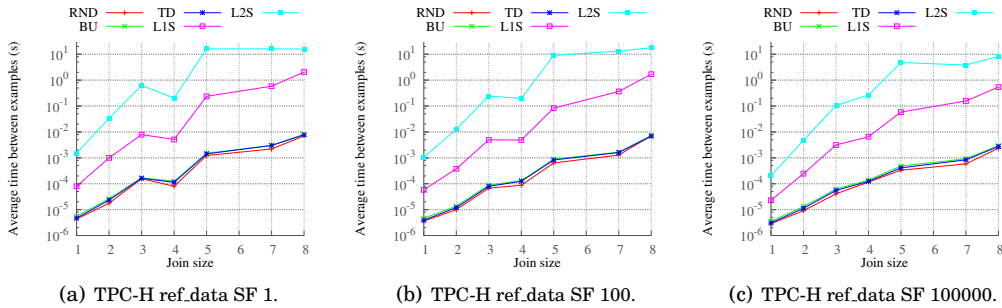 RND TD L2S
BU L1S
Average time between examples (s)
10^1
10^0
10^-1
10^-2
10^-3
10^-4
10^-5
10^-6
1 2 3 4 5 6 7 8
Join size
(a) TPC-H ref_data SF 1.
RND TD L2S
BU L1S
Average time between examples (s)
10^1
10^0
10^-1
10^-2
10^-3
10^-4
10^-5
10^-6
1 2 3 4 5 6 7 8
Join size
(b) TPC-H ref_data SF 100.
RND TD L2S
BU L1S
Average time between examples (s)
10^1
10^0
10^-1
10^-2
10^-3
10^-4
10^-5
10^-6
1 2 3 4 5 6 7 8
Join size
(c) TPC-H ref_data SF 100000.